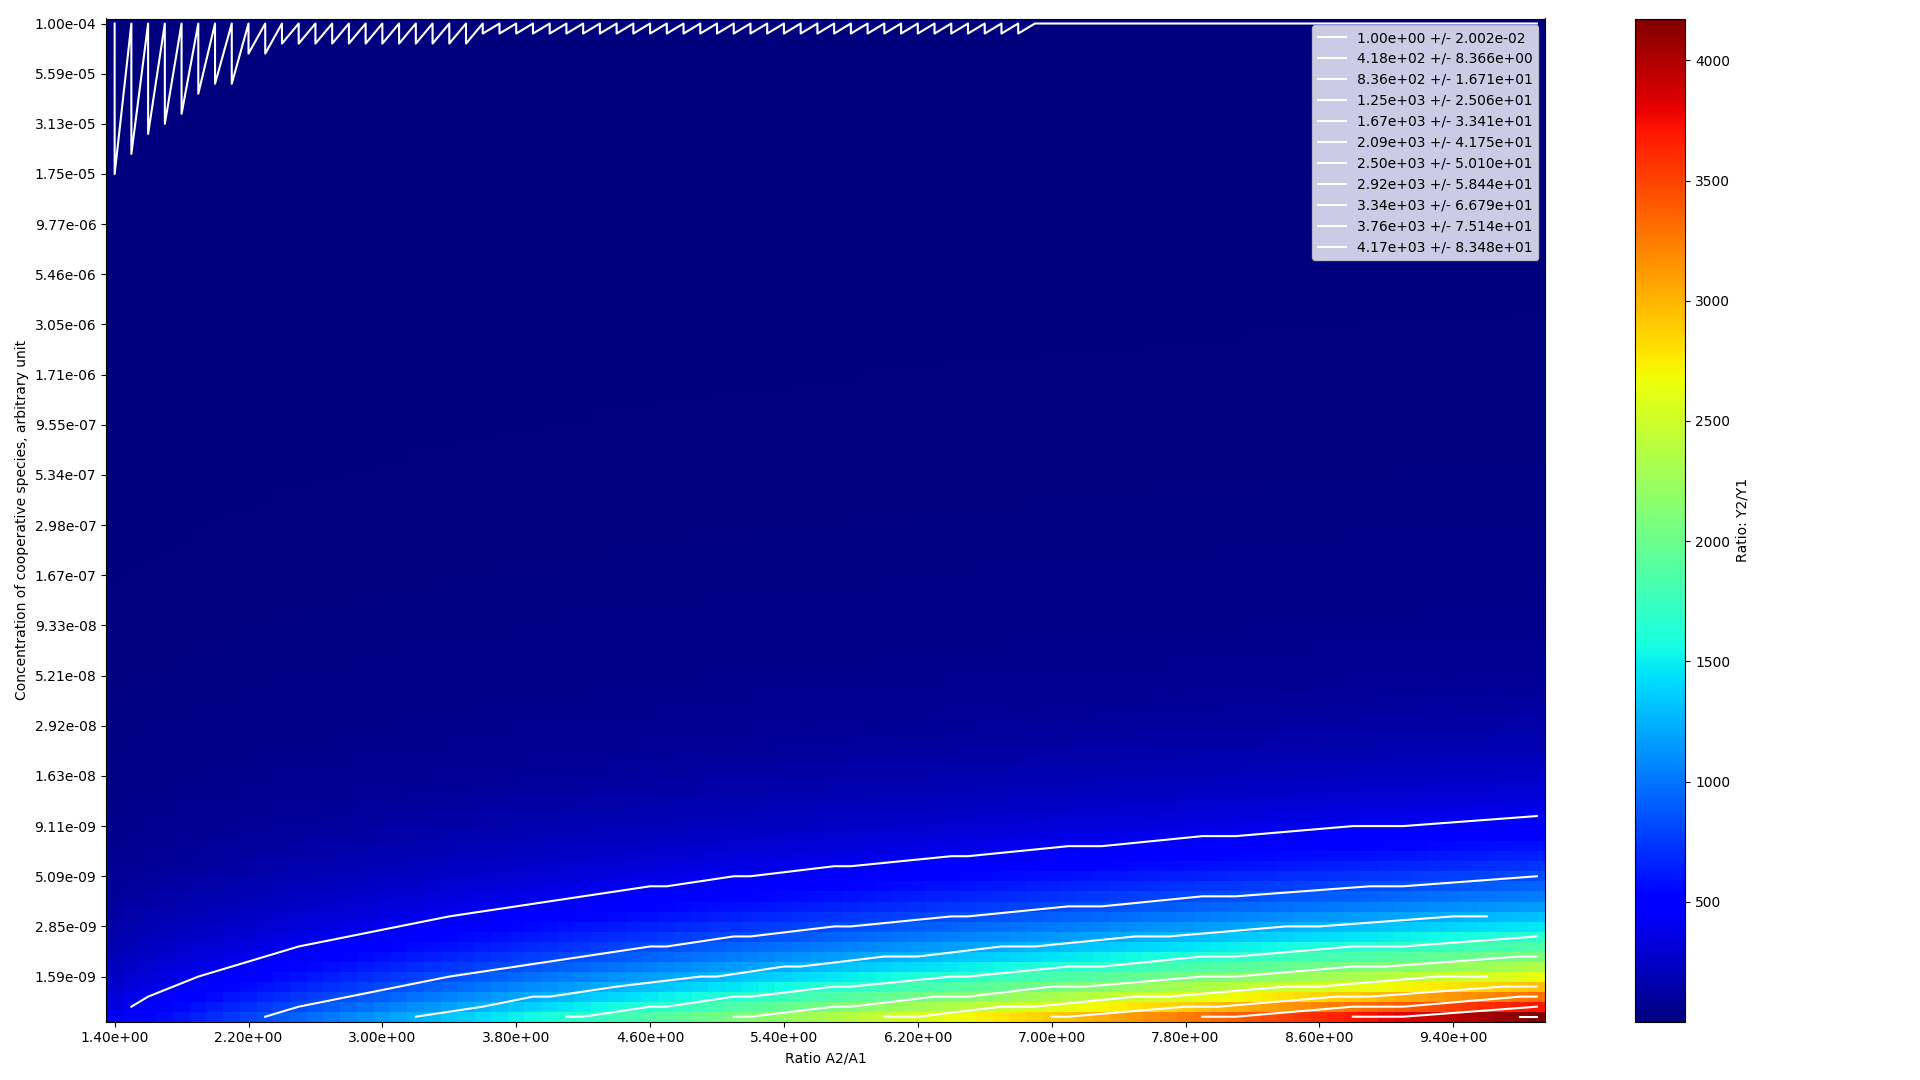 1.00e-04
5.59e-05
3.13e-05
1.75e-05
9.77e-06
5.46e-06
3.05e-06
1.71e-06
9.55e-07
5.34e-07
2.98e-07
1.67e-07
9.33e-08
5.21e-08
2.92e-08
1.63e-08
9.11e-09
5.09e-09
2.85e-09
1.59e-09
Concentration of cooperative species, arbitrary unit
1.40e+00 2.20e+00 3.00e+00 3.80e+00 4.60e+00 5.40e+00 6.20e+00 7.00e+00 7.80e+00 8.60e+00 9.40e+00
Ratio A2/A1
1.00e+00 +/- 2.002e-02
4.18e+02 +/- 8.366e+00
8.36e+02 +/- 1.671e+01
1.25e+03 +/- 2.506e+01
1.67e+03 +/- 3.341e+01
2.09e+03 +/- 4.175e+01
2.50e+03 +/- 5.010e+01
2.92e+03 +/- 5.844e+01
3.34e+03 +/- 6.679e+01
3.76e+03 +/- 7.514e+01
4.17e+03 +/- 8.348e+01
4000
3500
3000
2500
2000
1500
1000
500
Ratio: Y2/Y1